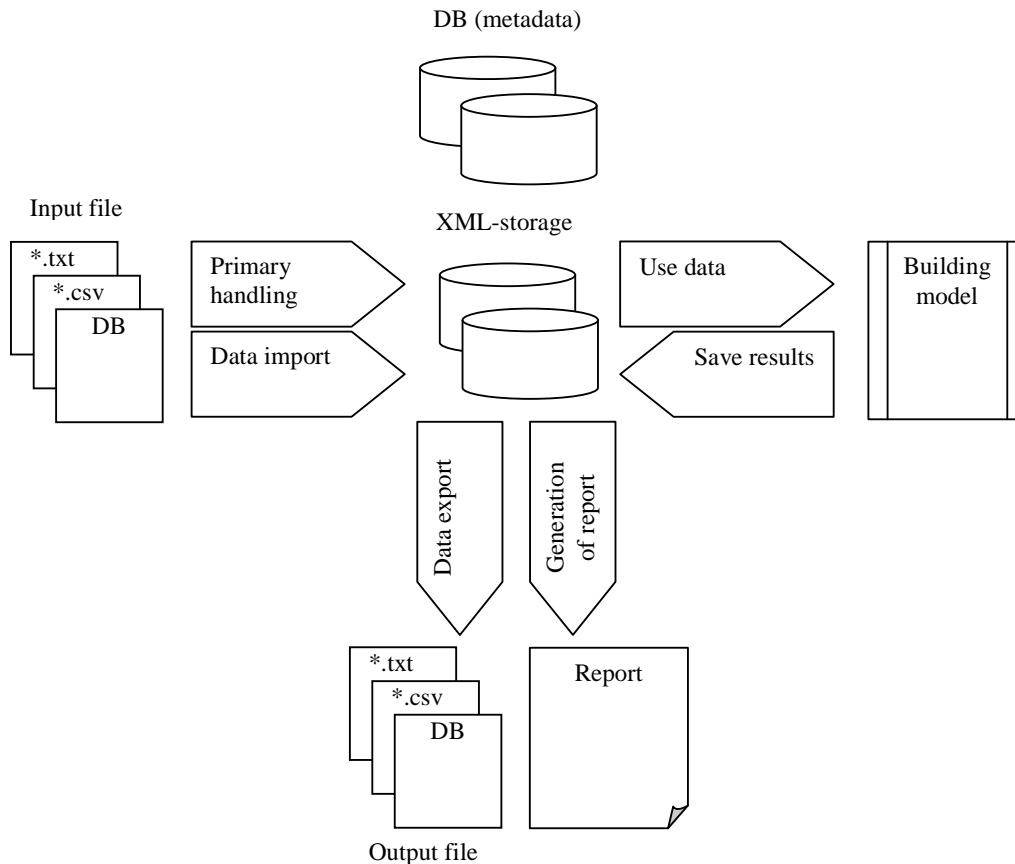 DB (metadata)
Input file
XML-storage
*.txt
*.csv
DB
Primary
handling
Data import
Use data
Save results
Building
model
Data export
Generation
of report
*.txt
*.csv
DB
Report
Output file